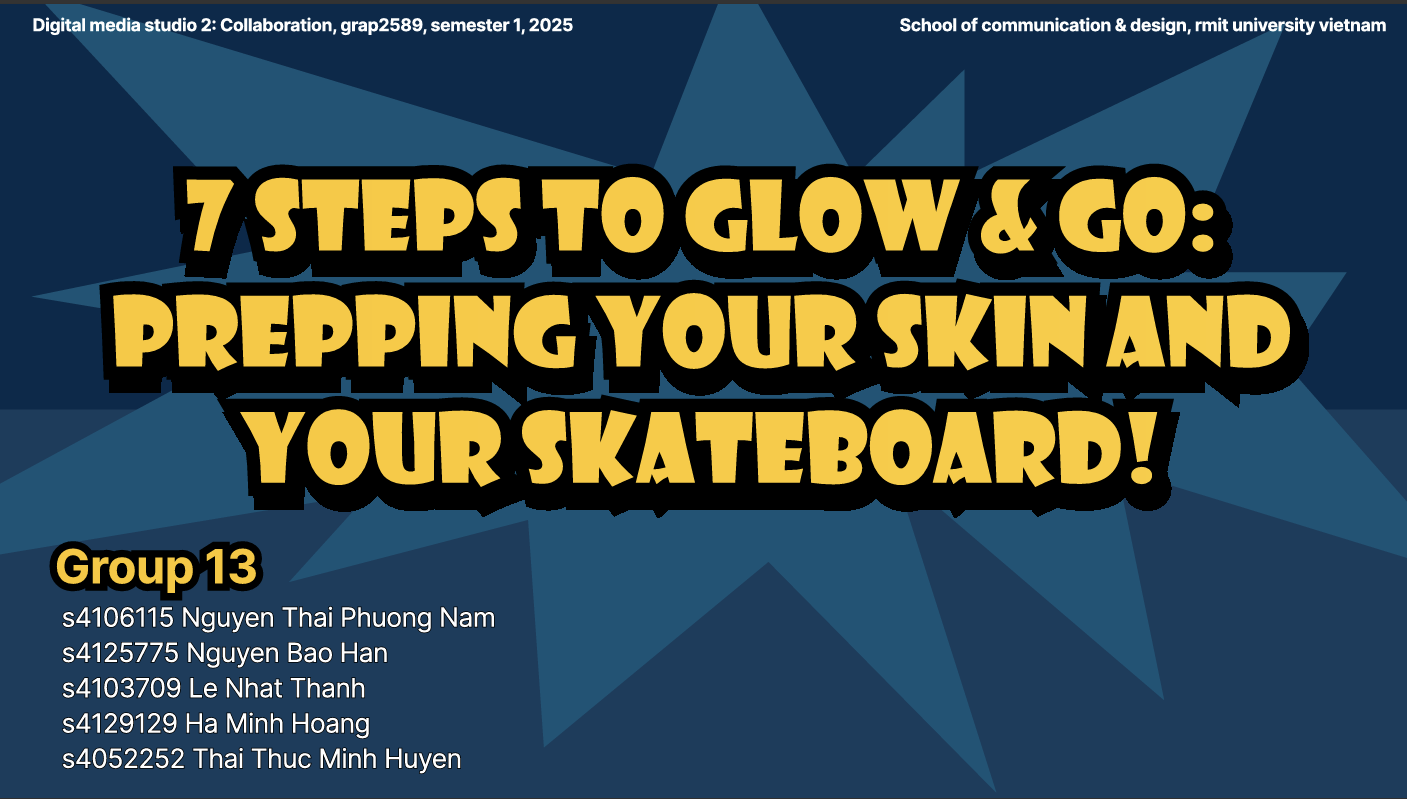 Digital media studio 2: Collaboration, grap2589, semester 1, 2025
School of communication & design, rmit university vietnam
7 STEPS TO GLOW & GO:
PREPPING YOUR SKIN AND
YOUR SKATEBOARD!
Group 13
s4106115 Nguyen Thai Phuong Nam
s4125775 Nguyen Bao Han
s4103709 Le Nhat Thanh
s4129129 Ha Minh Hoang
s4052252 Thai Thuc Minh Huyen